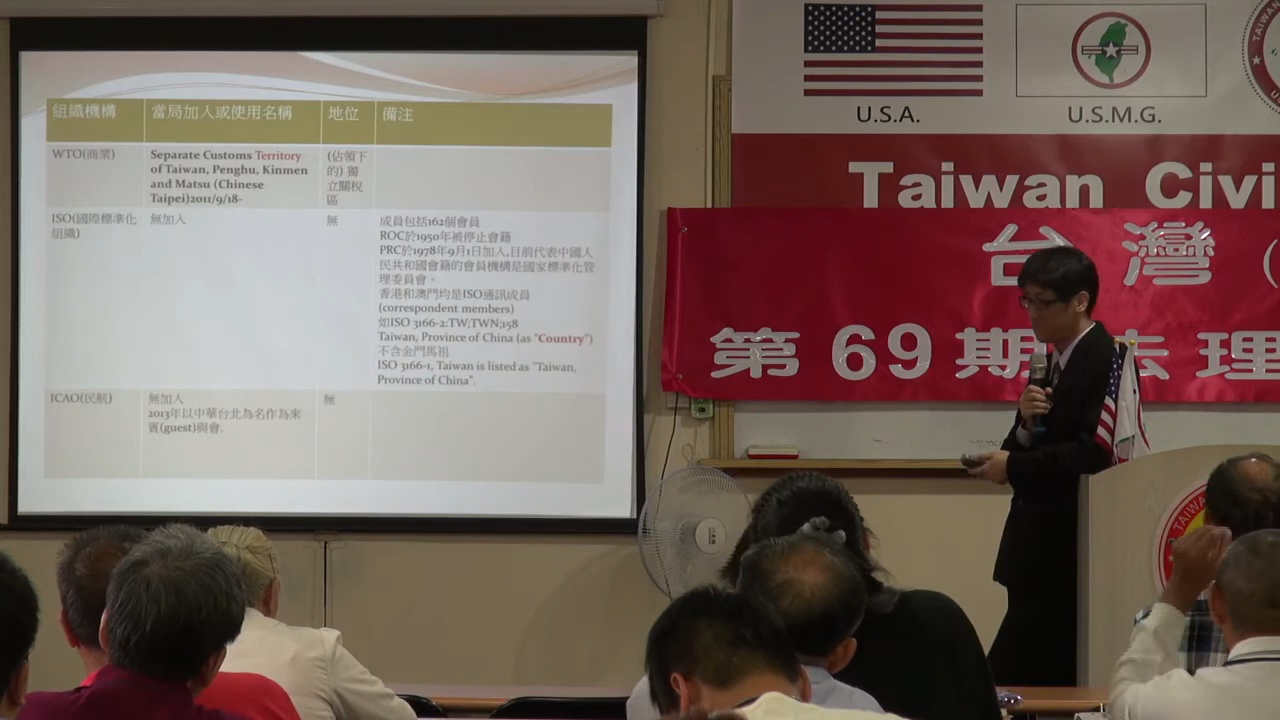 組織機構
當局加入或使用名稱
地位
備注
WTO(商業)
Separate Customs Territory
of Taiwan, Penghu, Kinmen
and Matsu (Chinese
Taipei)2011/9/18-
(佔領下
的) 獨
立關稅
區
ISO(國際標準化
組織)
無加入
無
成員包括162個會員
ROC於1950年被停止會籍
PRC於1978年9月1日加入,目前代表中國人
民共和國會籍的會員機構是國家標準化管
理委員會。
香港和澳門均是ISO通訊成員
(correspondent members)
如ISO 3166-2:TW;TWN;158
Taiwan, Province of China (as "Country")
不含金門馬祖
ISO 3166-1, Taiwan is listed as "Taiwan,
Province of China".
ICAO(民航)
無加入
2013年以中華台北為名作為來
賓(guest)與會.
無
U.S.A.
U.S.M.G.
TAIWAN
Taiwan Civi
台灣(
第69期法理
TAIWAN